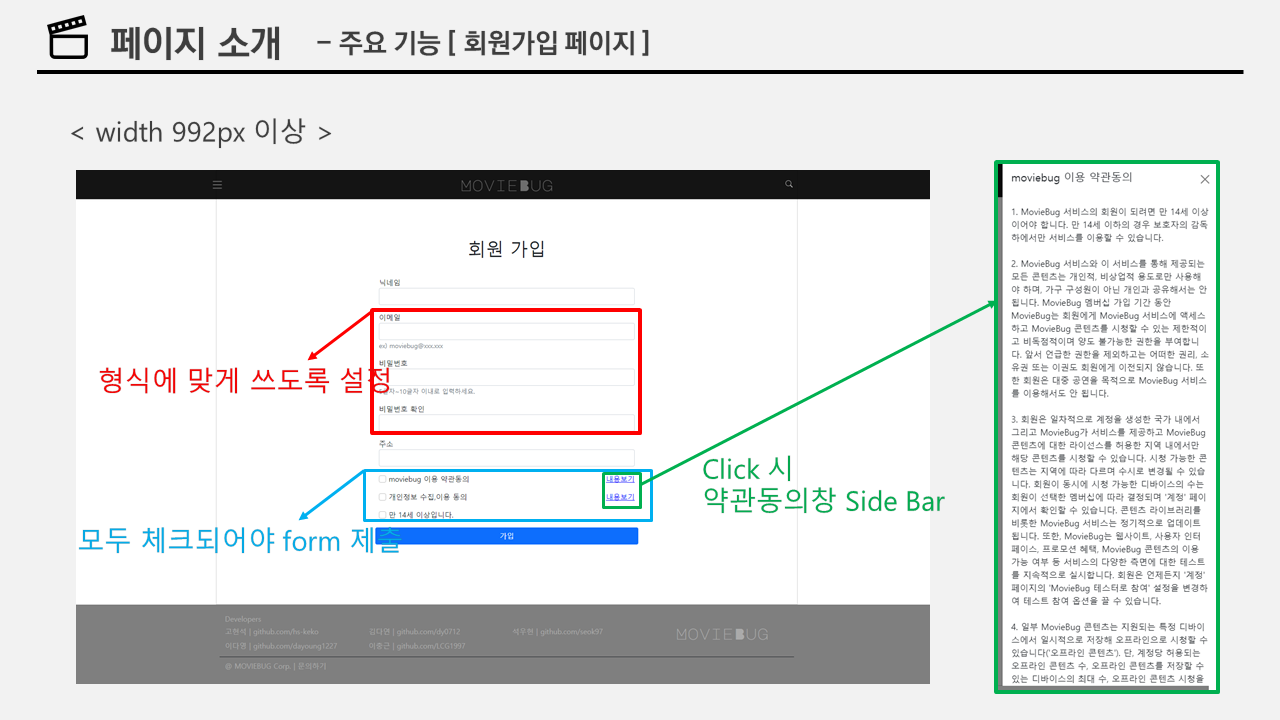 페이지 소개 - 주요 기능 [ 회원가입 페이지 ]
< width 992px 이상 >
MOVIEBUG
회원 가입
닉네임
이메일
ex) moviebug@xxx.xxx
비밀번호
글자~10글자 이내로 입력하세요.
비밀번호 확인
주소
moviebug 이용 약관동의 내용보기
개인정보 수집,이용 동의 내용보기
만 14세 이상입니다.
가입
형식에 맞게 쓰도록 설정
모두 체크되어야 form 제출
Click 시
약관동의창 Side Bar
Developers
고현석 | github.com/hs-keko 김다연 | github.com/dy0712 석우현 | github.com/seok97
이다영 | github.com/dayoung1227 이충근 | github.com/LCG1997
MOVIEBUG
@ MOVIEBUG Corp. | 문의하기
moviebug 이용 약관동의
1. MovieBug 서비스의 회원이 되려면 만 14세 이상
이어야 합니다. 만 14세 이하의 경우 보호자의 감독
하에서만 서비스를 이용할 수 있습니다.
2. MovieBug 서비스와 이 서비스를 통해 제공되는
모든 콘텐츠는 개인적, 비상업적 용도로만 사용해
야 하며, 가구 구성원이 아닌 개인과 공유해서는 안
됩니다. MovieBug 멤버십 가입 기간 동안
MovieBug는 회원에게 MovieBug 서비스에 액세스
하고 MovieBug 콘텐츠를 시청할 수 있는 제한적이
고 비독점적이며 양도 불가능한 권한을 부여합니
다. 앞서 언급한 권한을 제외하고는 어떠한 권리, 소
유권 또는 이권도 회원에게 이전되지 않습니다. 또
한 회원은 대중 공연을 목적으로 MovieBug 서비스
를 이용해서도 안 됩니다.
3. 회원은 일차적으로 계정을 생성한 국가 내에서
그리고 MovieBug가 서비스를 제공하고 MovieBug
콘텐츠에 대한 라이선스를 허용한 지역 내에서만
해당 콘텐츠를 시청할 수 있습니다. 시청 가능한 콘
텐츠는 지역에 따라 다르며 수시로 변경될 수 있습
니다. 회원이 동시에 시청 가능한 디바이스의 수는
회원이 선택한 멤버십에 따라 결정되며 '계정' 페이
지에서 확인할 수 있습니다. 콘텐츠 라이브러리를
비롯한 MovieBug 서비스는 정기적으로 업데이트
됩니다. 또한, MovieBug는 웹사이트, 사용자 인터
페이스, 프로모션 혜택, MovieBug 콘텐츠의 이용
가능 여부 등 서비스의 다양한 측면에 대한 테스트
를 지속적으로 실시합니다. 회원은 언제든지 '계정'
페이지의 'MovieBug 테스터로 참여' 설정을 변경하
여 테스트 참여 옵션을 끌 수 있습니다.
4. 일부 MovieBug 콘텐츠는 지원되는 특정 디바이
스에서 일시적으로 저장해 오프라인으로 시청할 수
있습니다('오프라인 콘텐츠'). 단, 계정당 허용되는
오프라인 콘텐츠 수, 오프라인 콘텐츠를 저장할 수
있는 디바이스의 최대 수, 오프라인 콘텐츠 시청을